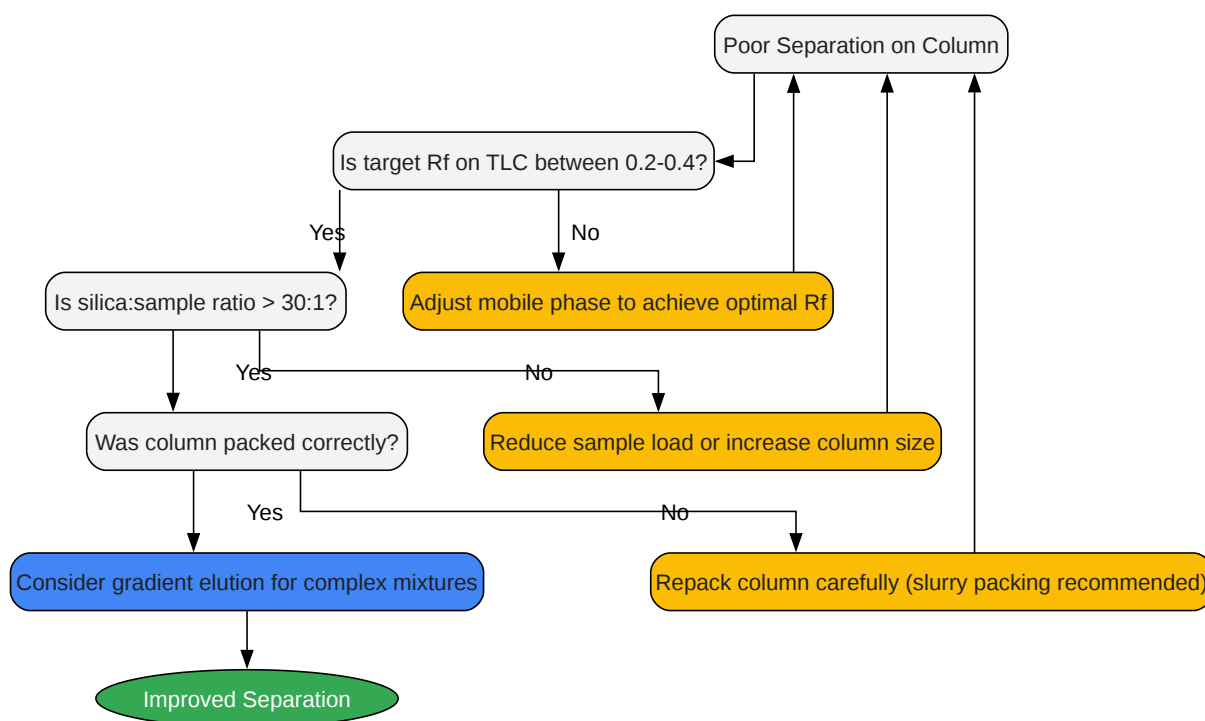 Poor Separation on Column
Is target Rf on TLC between 0.2-0.4?
Yes
No
Is silica:sample ratio > 30:1?
Adjust mobile phase to achieve optimal Rf
Yes
No
Was column packed correctly?
Reduce sample load or increase column size
Yes
No
Consider gradient elution for complex mixtures
Repack column carefully (slurry packing recommended)
Improved Separation